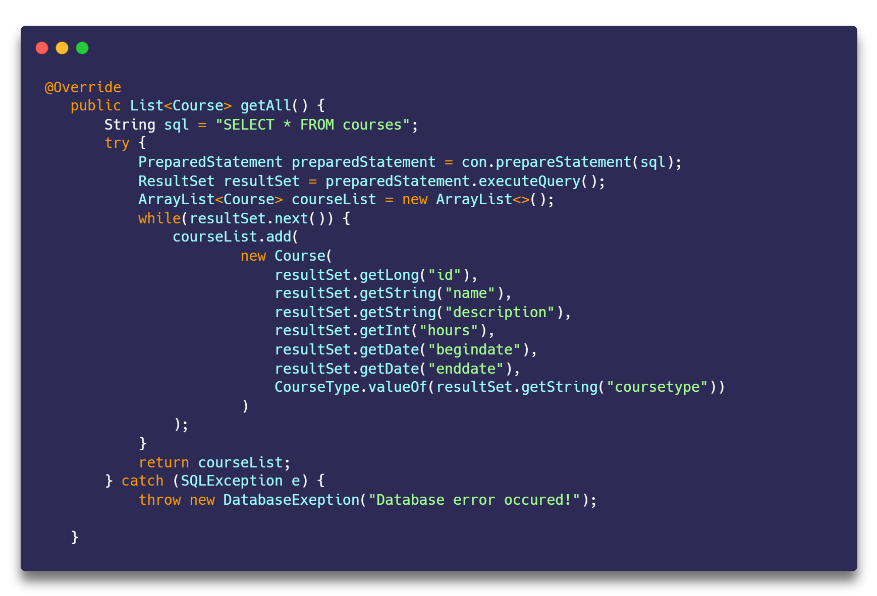 @Override
   public List<Course> getAll() {
       String sql = "SELECT * FROM courses";
       try {
           PreparedStatement preparedStatement = con.prepareStatement(sql);
           ResultSet resultSet = preparedStatement.executeQuery();
           ArrayList<Course> courseList = new ArrayList<>();
           while(resultSet.next()) {
               courseList.add(
                       new Course(
                           resultSet.getLong("id"),
                           resultSet.getString("name"),
                           resultSet.getString("description"),
                           resultSet.getInt("hours"),
                           resultSet.getDate("begindate"),
                           resultSet.getDate("enddate"),
                           CourseType.valueOf(resultSet.getString("coursetype"))
                       )
               );
           }
           return courseList;
       } catch (SQLException e) {
           throw new DatabaseExeption("Database error occured!");
   }